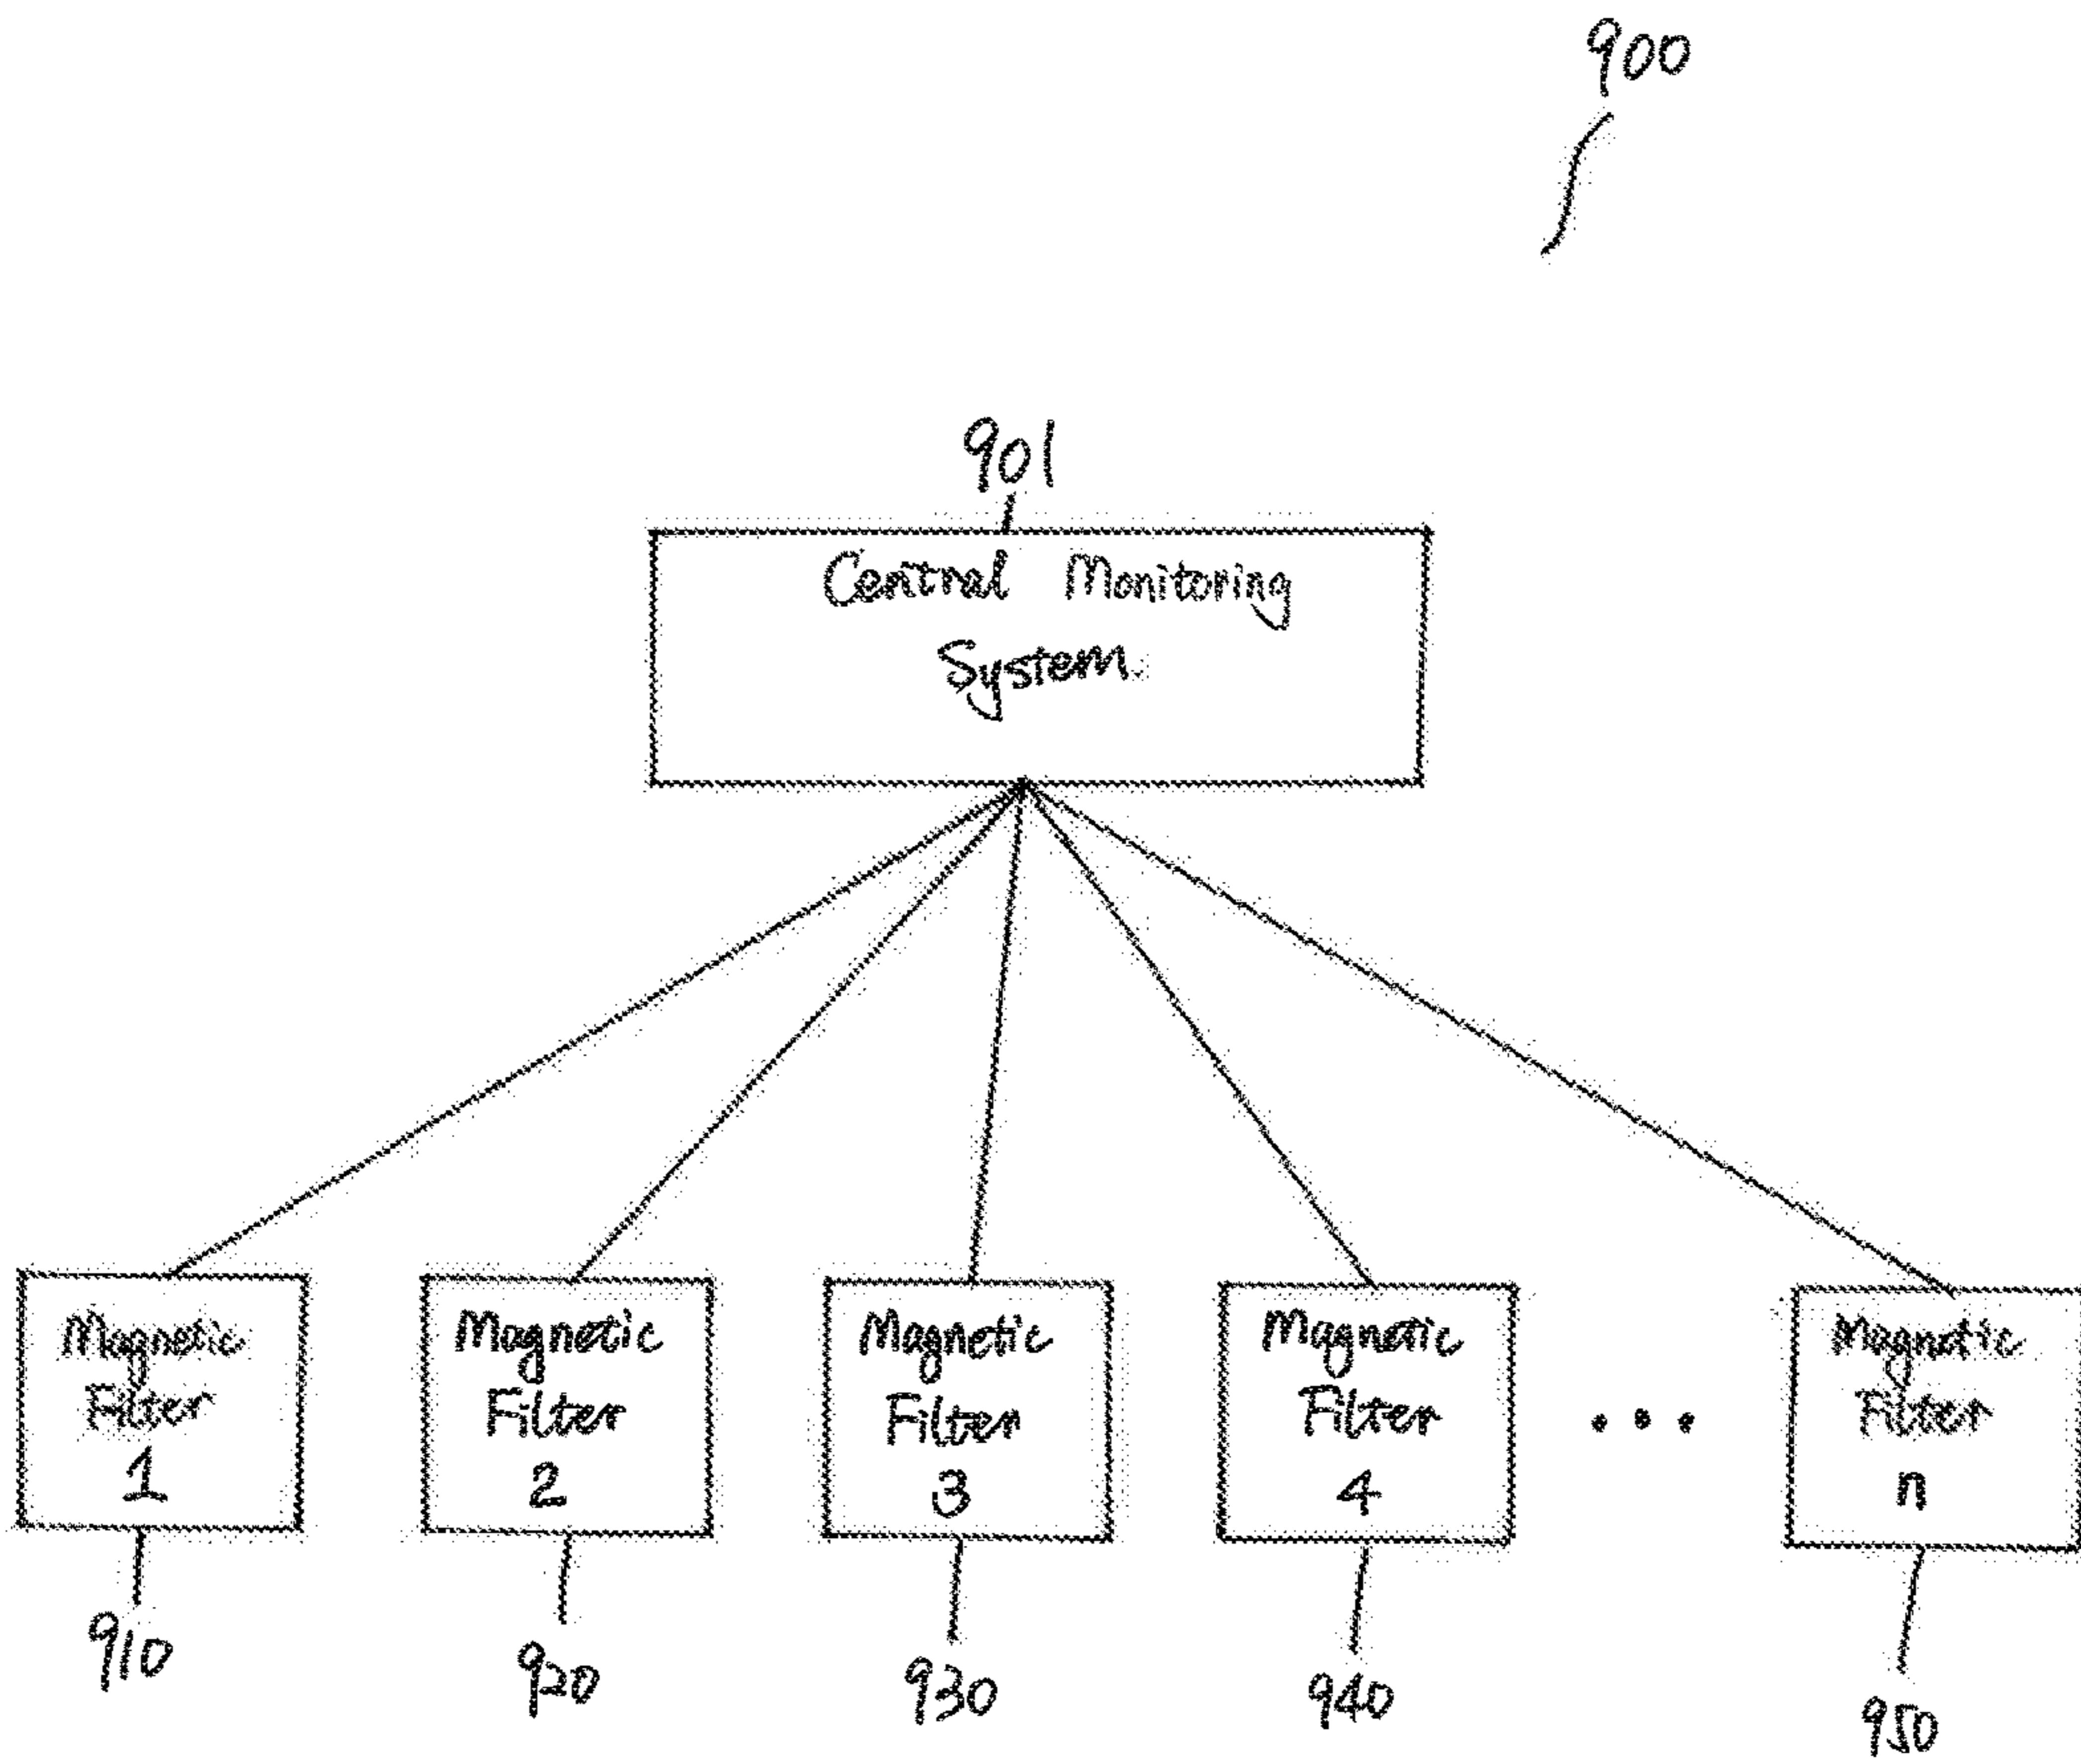 900
901
Central Monitoring
System
Magnetic
Filter
1
Magnetic
Filter
2
Magnetic
Filter
3
Magnetic
Filter
4
...
Magnetic
Filter
n
910
920
930
940
950